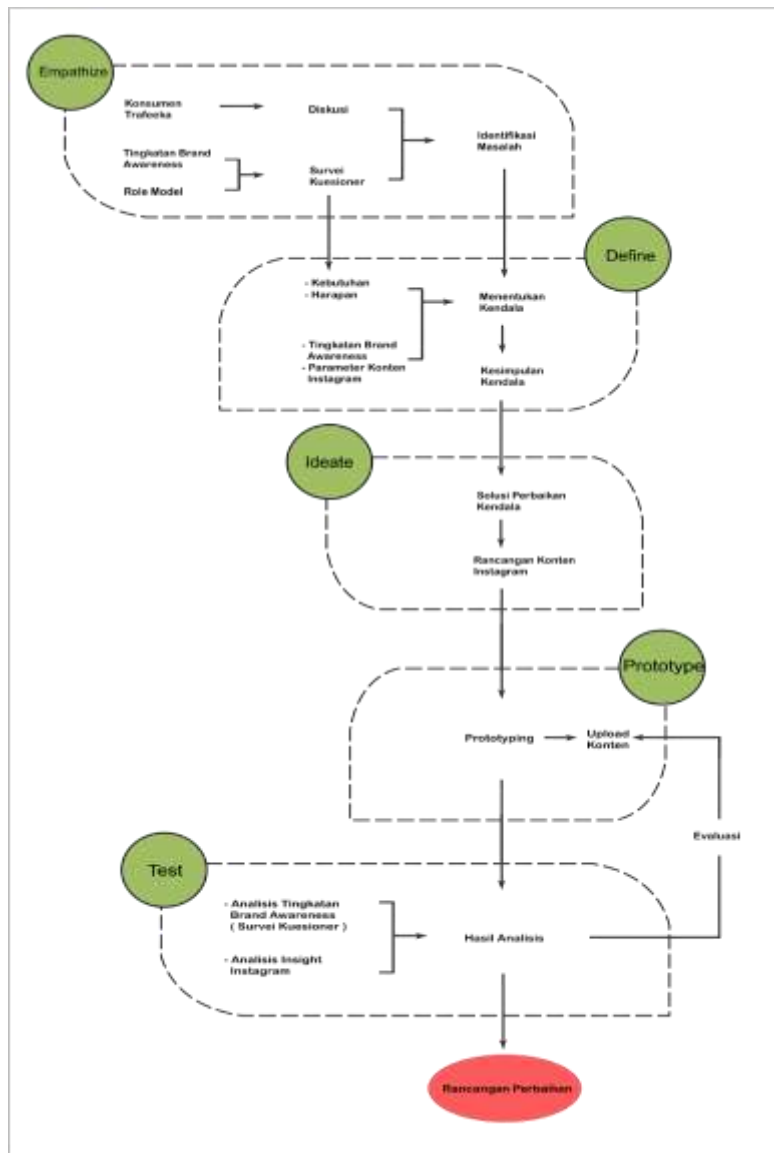 Empathize
Konsumen
Trafeeka
Diskusi
Identifikasi
Masalah
Tingkatan Brand
Awareness
Role Model
Survei
Kuesioner
Define
- Kebutuhan
- Harapan
Menentukan
Kendala
- Tingkatan Brand
Awareness
- Parameter Konten
Instagram
Kesimpulan
Kendala
Ideate
Solusi Perbaikan
Kendala
Rancangan Konten
Instagram
Prototype
Prototyping
Upload
Konten
Evaluasi
Test
- Analisis Tingkatan
Brand Awareness
( Survei Kuesioner )
- Analisis Insight
Instagram
Hasil Analisis
Rancangan Perbaikan